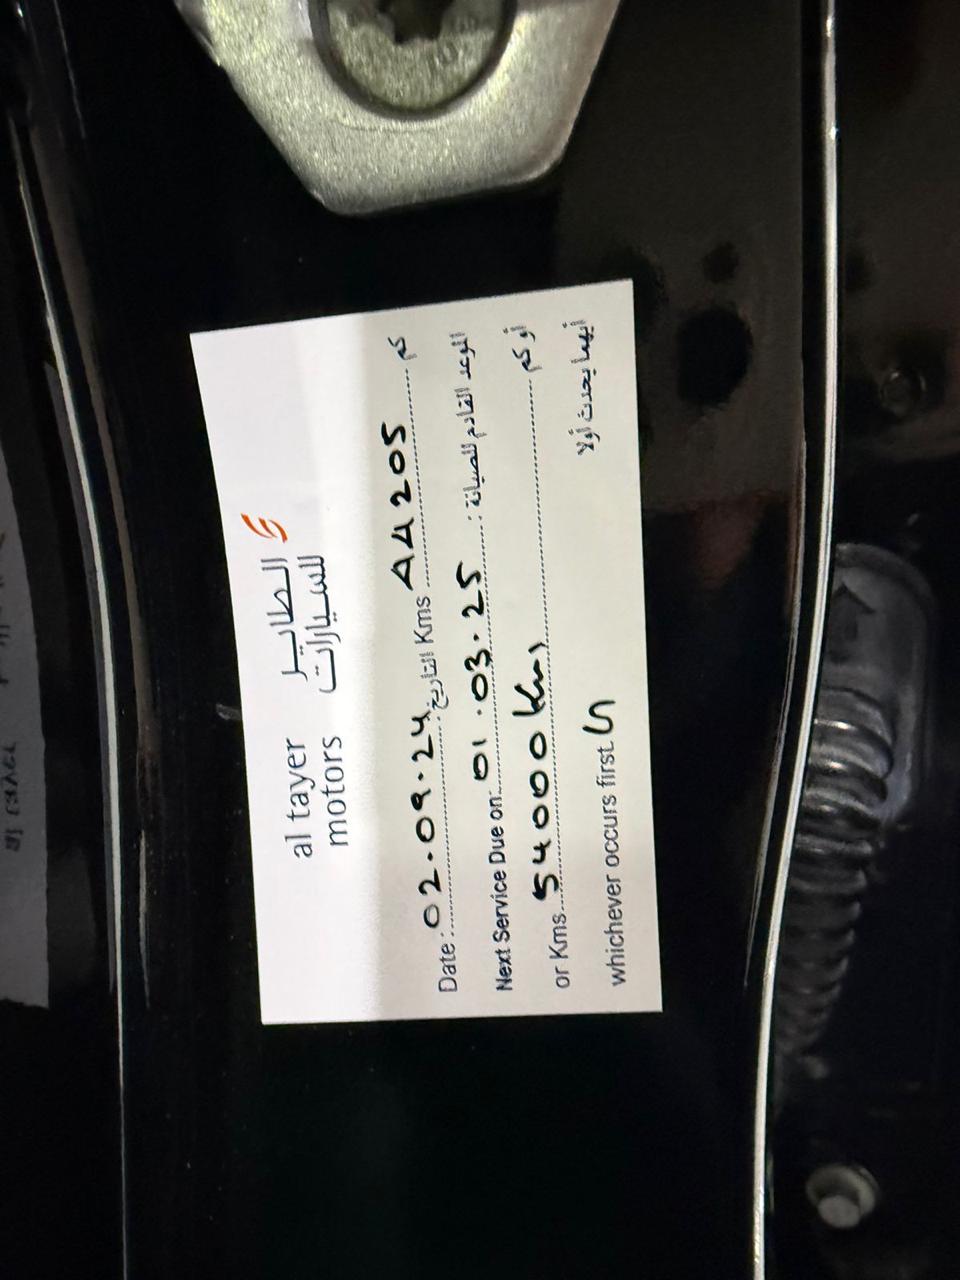 al tayer الطاير
motors للسيارات
Date: 02.09.24 التاريخ: Kms 44205 كم
Next Service Due on: 01.03.25 الموعد القادم للصيانة:
or Kms. 54000 Kms أو كم
whichever occurs first أيهما يحدث أولا